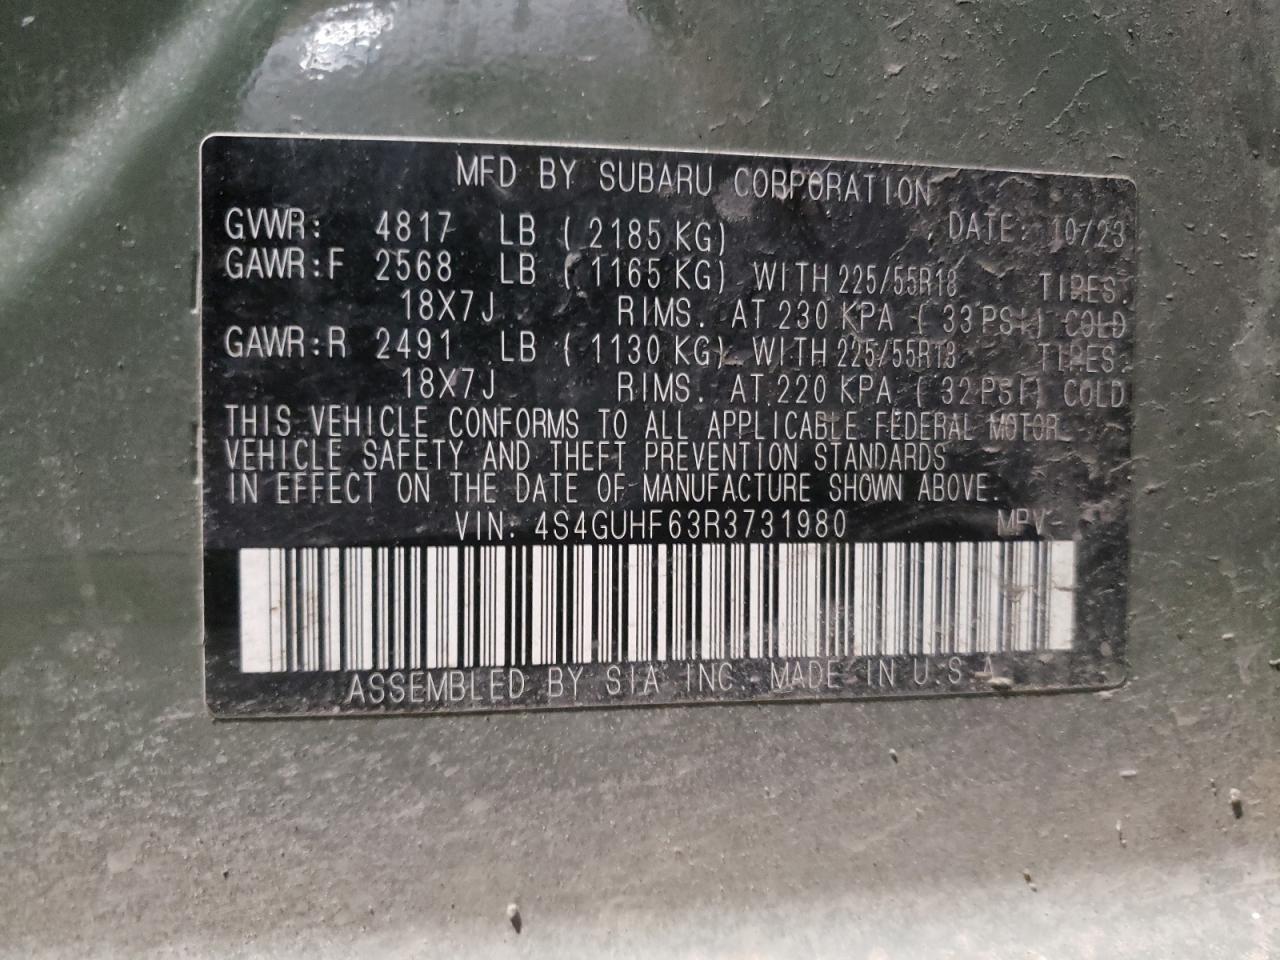 MFD BY SUBARU CORPORATION
GVWR: 4817 LB ( 2185 KG) DATE: 10/23
GAWR:F 2568 LB ( 1165 KG) WITH 225/55R18 TIRES.
18X7J RIMS. AT 230 KPA ( 33 PSI) COLD
GAWR:R 2491 LB ( 1130 KG) WITH 225/55R18 TIRES.
18X7J RIMS. AT 220 KPA ( 32 PSI) COLD
THIS VEHICLE CONFORMS TO ALL APPLICABLE FEDERAL MOTOR
VEHICLE SAFETY AND THEFT PREVENTION STANDARDS
IN EFFECT ON THE DATE OF MANUFACTURE SHOWN ABOVE.
VIN. 4S4GUHF63R3731980 MPV
ASSEMBLED BY SIA INC MADE IN U.S.A